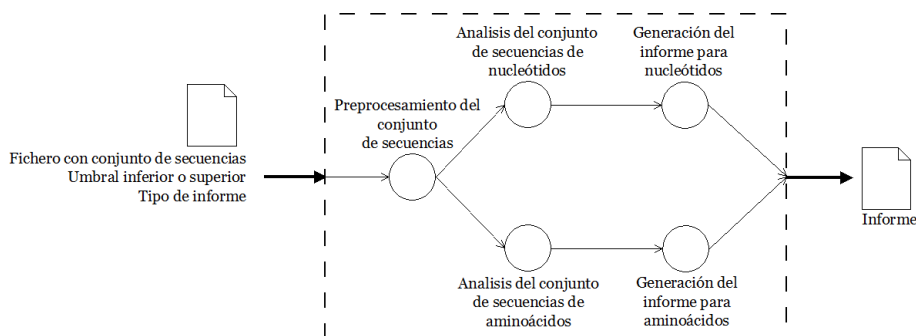 Analisis del conjunto
de secuencias de
nucleótidos
Generación del
informe para
nucleótidos
Preprocesamiento del
conjunto
de secuencias
Fichero con conjunto de secuencias
Umbral inferior o superior
Tipo de informe
Informe
Analisis del conjunto
de secuencias de
aminoácidos
Generación del
informe para
aminoácidos